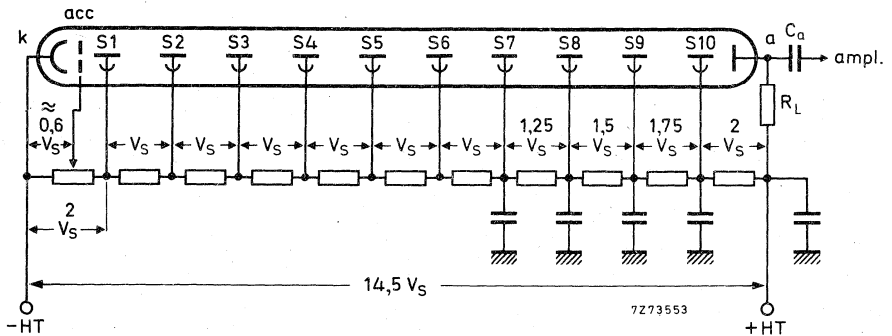 acc
k S1 S2 S3 S4 S5 S6 S7 S8 S9 S10 a Ca
ampl.
RL
≈
0,6 1,25 1,5 1,75 2
VS VS VS VS VS VS VS VS VS VS VS
2
VS
14,5 VS
7Z73553
-HT +HT